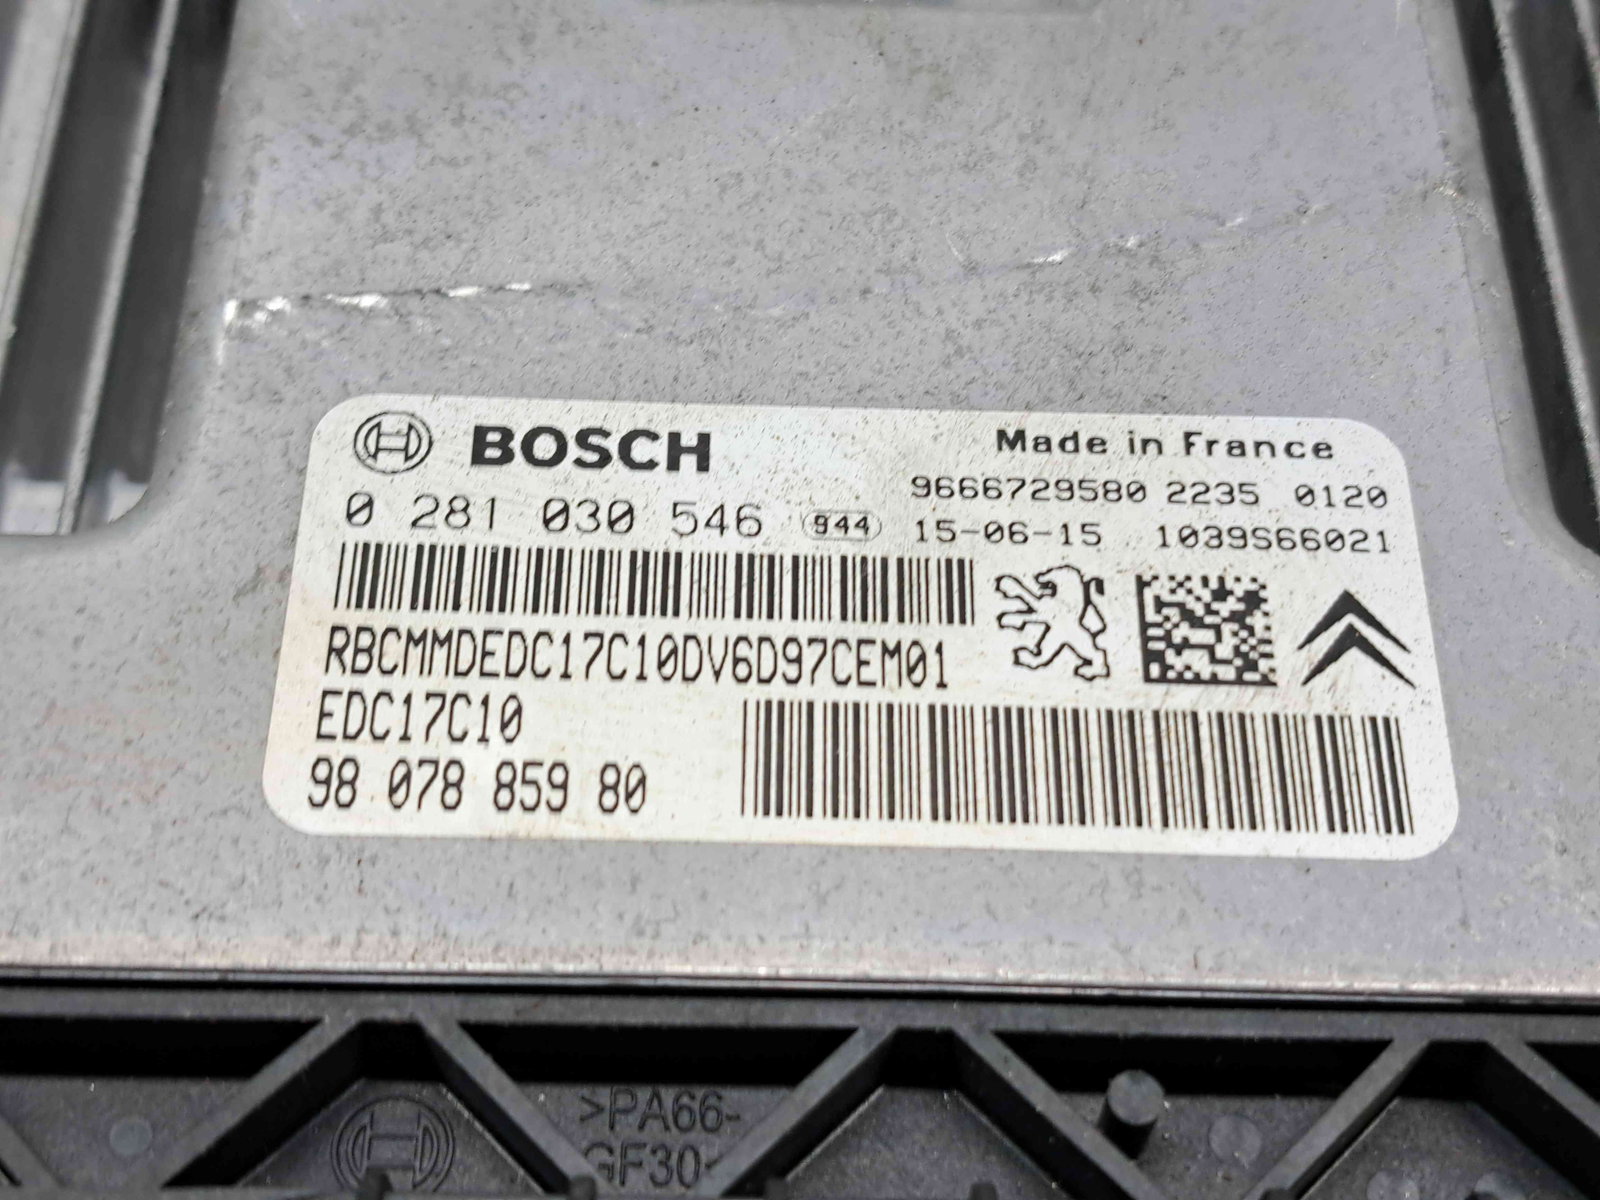 BOSCH
Made in France
9666729580 2235 0120
0 281 030 546 944
15-06-15 1039S66021
RBCMMDEDC17C10DV6D97CEM01
EDC17C10
98 078 859 80
>PA66-
GF30<